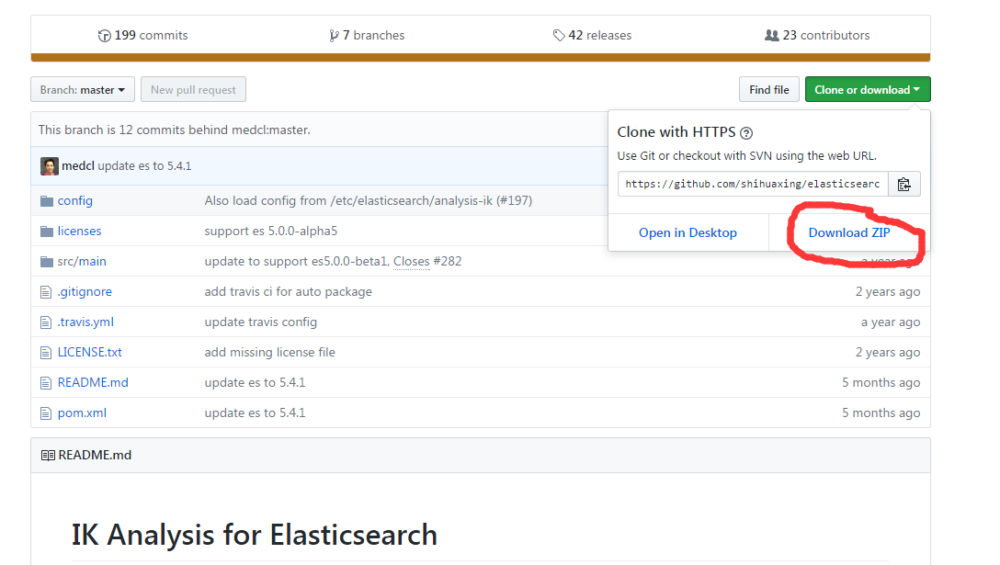 199 commits 7 branches 42 releases 23 contributors
Branch: master New pull request Find file Clone or download
This branch is 12 commits behind medcl:master.
Clone with HTTPS ?
Use Git or checkout with SVN using the web URL.
https://github.com/shihuaxing/elasticsearc
Open in Desktop Download ZIP
medcl update es to 5.4.1
config Also load config from /etc/elasticsearch/analysis-ik (#197)
licenses support es 5.0.0-alpha5
src/main update to support es5.0.0-beta1, Closes #282 a year ago
.gitignore add travis ci for auto package 2 years ago
.travis.yml update travis config a year ago
LICENSE.txt add missing license file 2 years ago
README.md update es to 5.4.1 5 months ago
pom.xml update es to 5.4.1 5 months ago
README.md
IK Analysis for Elasticsearch